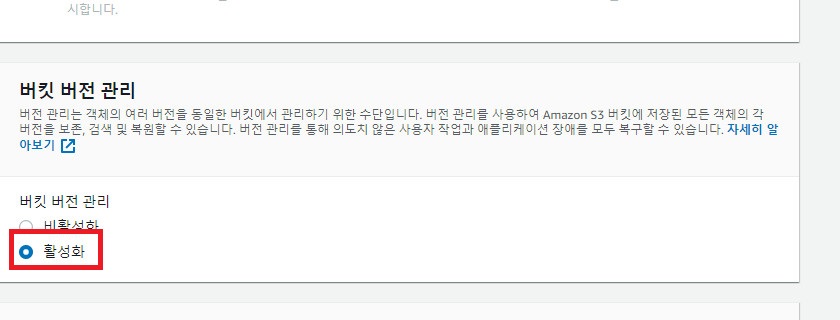 시합니다.
버킷 버전 관리
버전 관리는 객체의 여러 버전을 동일한 버킷에서 관리하기 위한 수단입니다. 버전 관리를 사용하여 Amazon S3 버킷에 저장된 모든 객체의 각
버전을 보존, 검색 및 복원할 수 있습니다. 버전 관리를 통해 의도치 않은 사용자 작업과 애플리케이션 장애를 모두 복구할 수 있습니다. 자세히 알
아보기
버킷 버전 관리
비활성화
활성화